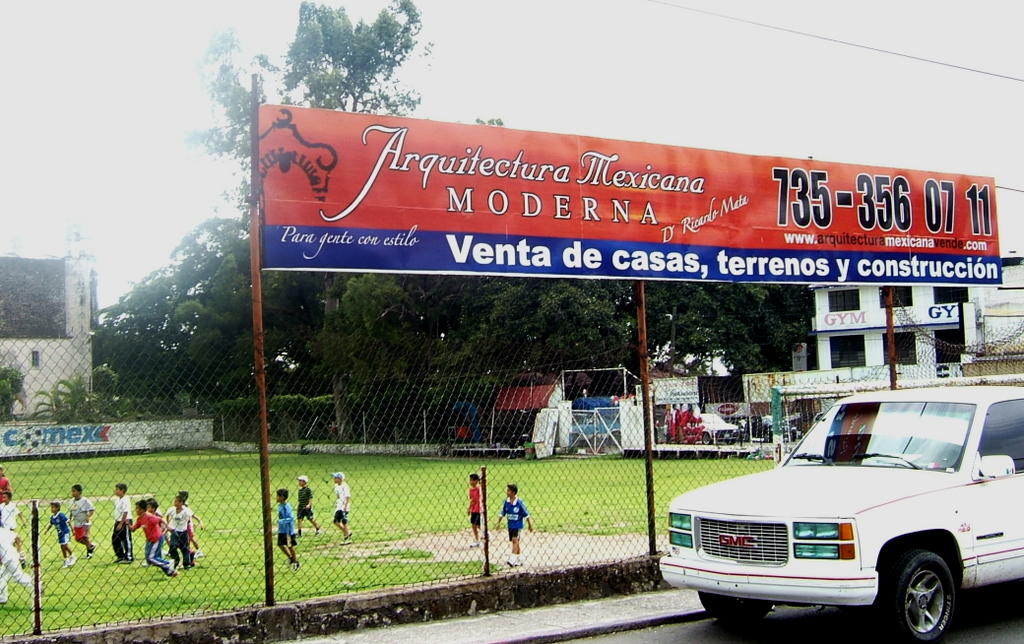 Arquitectura Mexicana
MODERNA
D' Ricardo Mata
735-356 07 11
www.arquitecturamexicanavende.com
Para gente con estilo
Venta de casas, terrenos y construcción
GYM
GY
comex
GMC